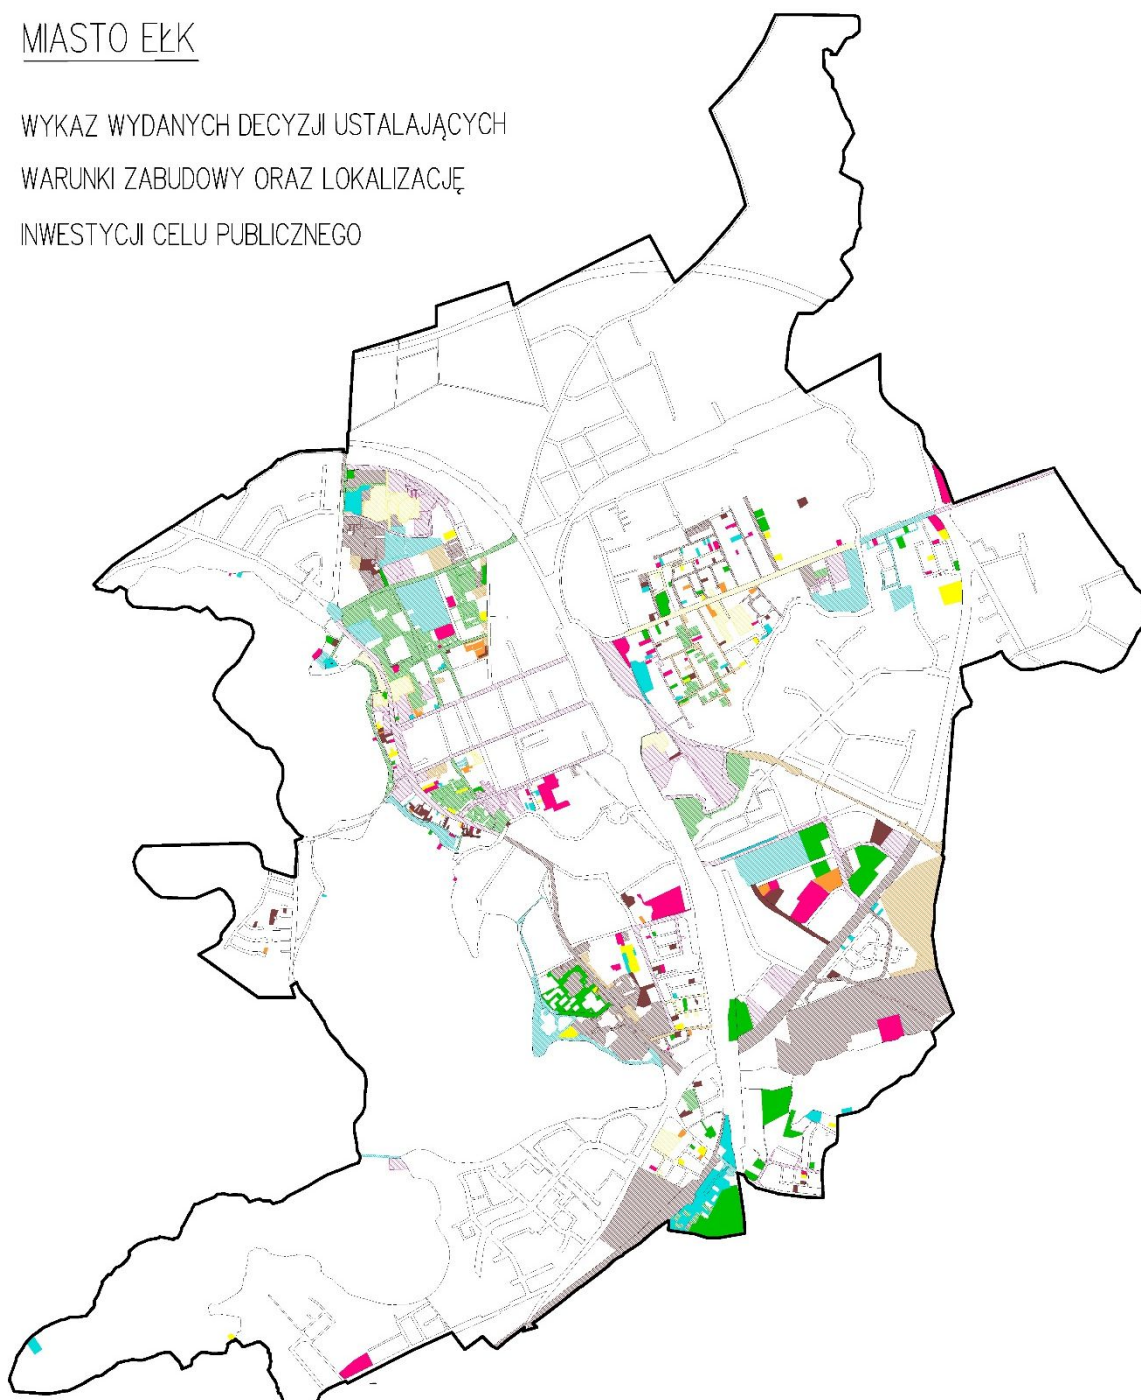 MIASTO EŁK
WYKAZ WYDANYCH DECYZJI USTALAJĄCYCH
WARUNKI ZABUDOWY ORAZ LOKALIZACJĘ
INWESTYCJI CELU PUBLICZNEGO